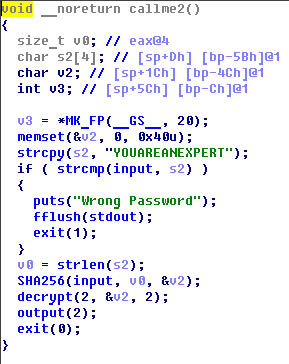 void __noreturn callme2()
{
  size_t v0; // eax@4
  char s2[4]; // [sp+Dh] [bp-5Bh]@1
  char v2; // [sp+1Ch] [bp-4Ch]@1
  int v3; // [sp+5Ch] [bp-Ch]@1

  v3 = *MK_FP(__GS__, 20);
  memset(&v2, 0, 0x40u);
  strcpy(s2, "YOUAREANEXPERT");
  if ( strcmp(input, s2) )
  {
    puts("Wrong Password");
    fflush(stdout);
    exit(1);
  }
  v0 = strlen(s2);
  SHA256(input, v0, &v2);
  decrypt(2, &v2, 2);
  output(2);
  exit(0);
}